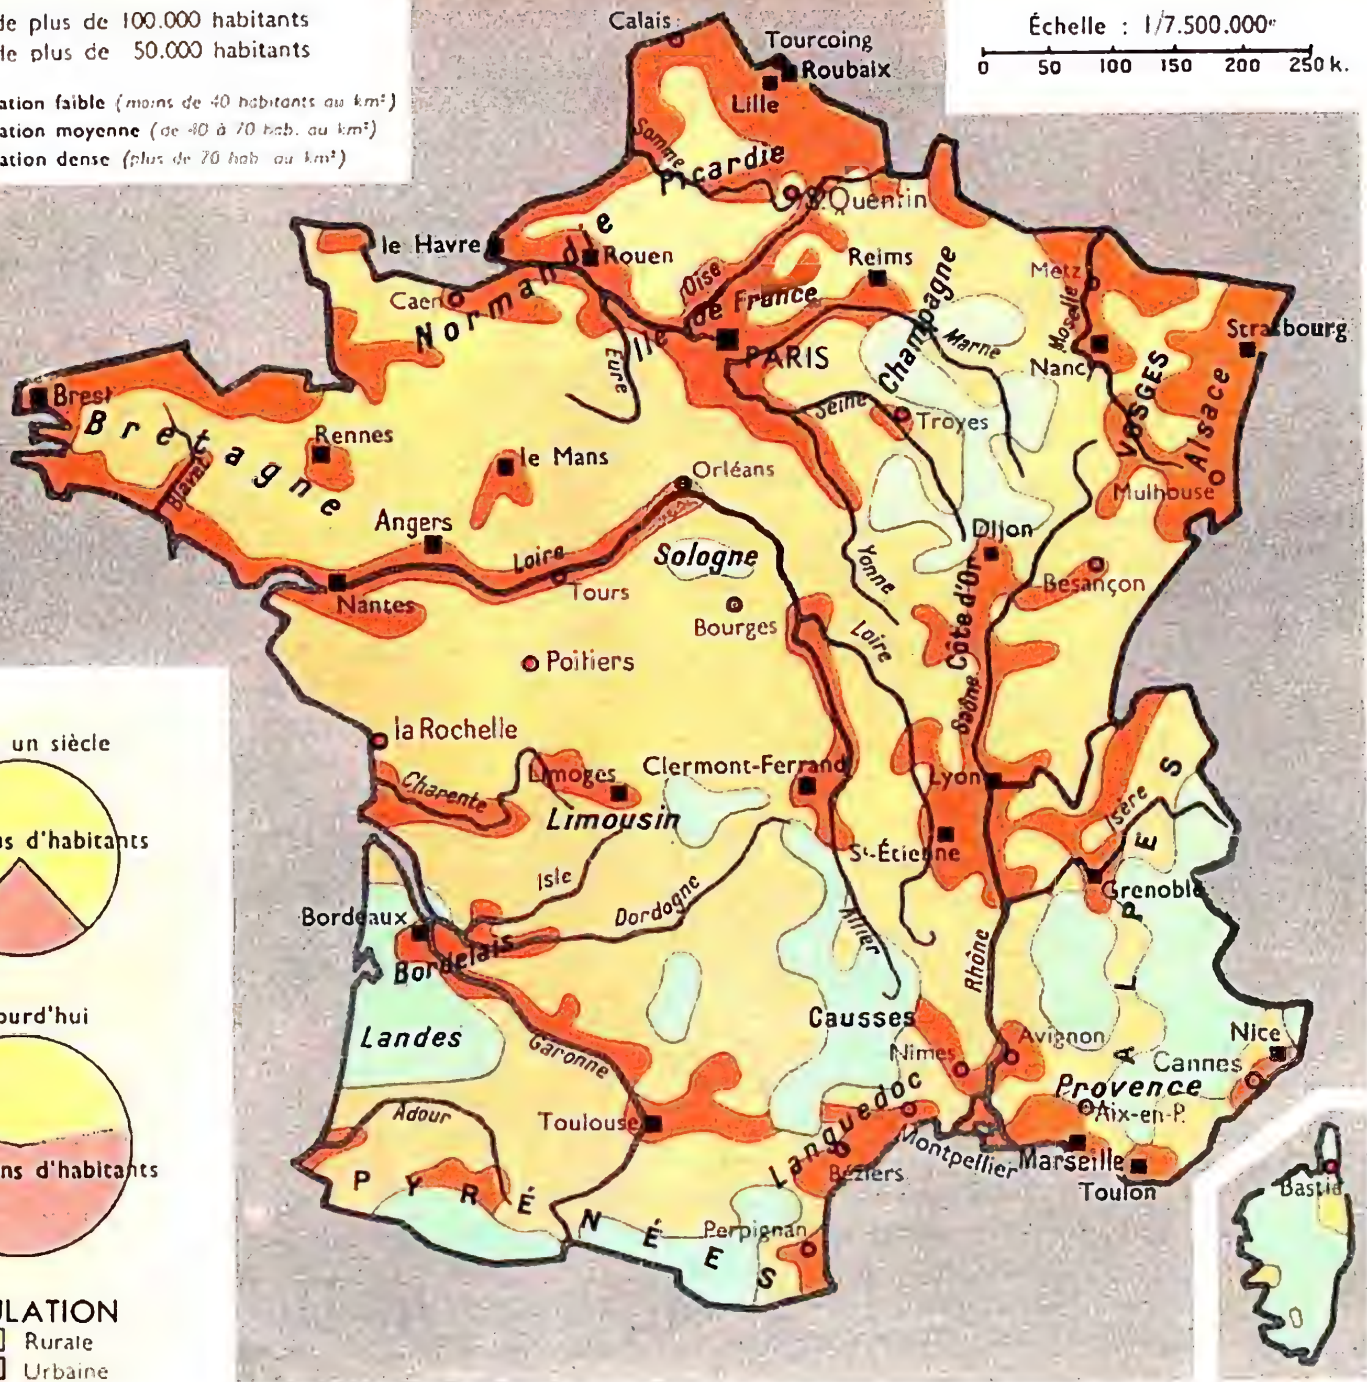 de plus de 100.000 habitants
de plus de 50.000 habitants
ation faible (moins de 40 habitants au km²)
ation moyenne (de 40 à 70 hab. au km²)
ation dense (plus de 70 hab au km²)
Échelle : 1/7.500.000e
0 50 100 150 200 250 k.
Calais
Tourcoing
Roubaix
Lille
Somme
Picardie
St Quentin
le Havre
Rouen
Oise
Reims
Caen
Normandie
Ile de France
Champagne
Metz
Moselle
Strasbourg
Eure
PARIS
Marne
Nancy
VOSGES
Alsace
Brest
Bretagne
Rennes
le Mans
Seine
Troyes
Blavet
Orléans
Mulhouse
Angers
Loire
Sologne
Dijon
Yonne
Côte d'Or
Besançon
Nantes
Tours
Bourges
Loire
Poitiers
Saône
la Rochelle
Charente
Limoges
Clermont-Ferrand
Lyon
Isère
Limousin
St-Étienne
Isle
Dordogne
Allier
Grenoble
ALPES
Bordeaux
Bordelais
Rhône
Landes
Causses
Garonne
Nimes
Avignon
Nice
Cannes
Provence
Adour
Toulouse
Languedoc
Aix-en-P.
Montpellier
Marseille
Béziers
Toulon
PYRÉNÉES
Perpignan
Bastia
un siècle
s d'habitants
ourd'hui
ns d'habitants
ULATION
Rurale
Urbaine